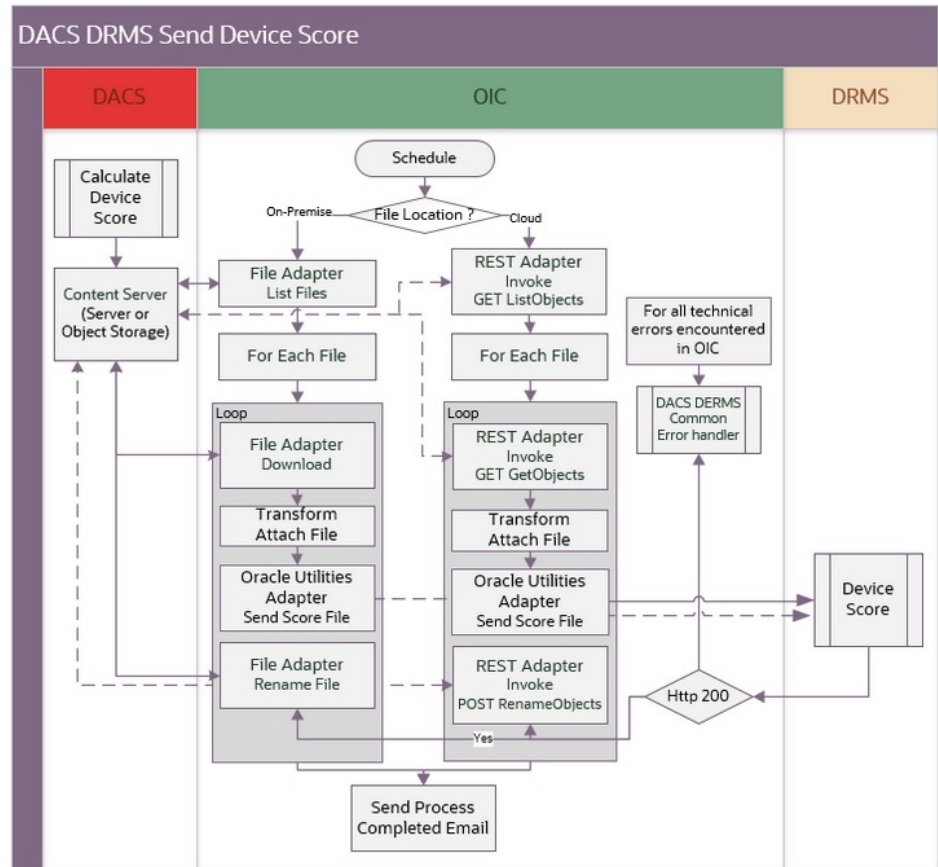 DACS DRMS Send Device Score
DACS
OIC
DRMS
Schedule
Calculate
Device
Score
File Location ?
On-Premise
Cloud
Content Server
(Server or
Object Storage)
File Adapter
List Files
REST Adapter
Invoke
GET ListObjects
For all technical
errors encountered
in OIC
For Each File
For Each File
DACS DERMS
Common
Error handler
Loop
File Adapter
Download
Transform
Attach File
Oracle Utilities
Adapter
Send Score File
File Adapter
Rename File
Loop
REST Adapter
Invoke
GET GetObjects
Transform
Attach File
Oracle Utilities
Adapter
Send Score File
REST Adapter
Invoke
POST RenameObjects
Device
Score
Http 200
Yes
Send Process
Completed Email